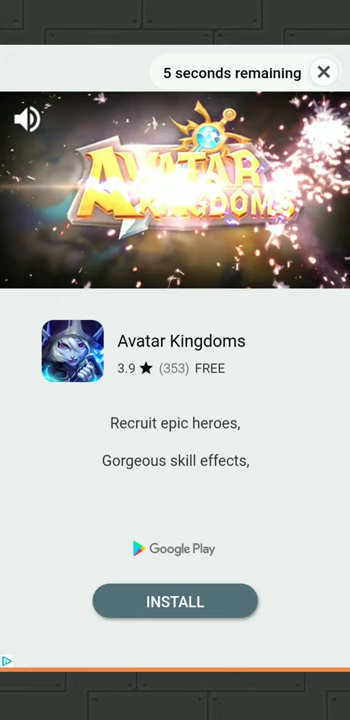 5 seconds remaining
AVATAR
KINGDOMS
Avatar Kingdoms
3.9 ★ (353) FREE
Recruit epic heroes,
Gorgeous skill effects,
Google Play
INSTALL